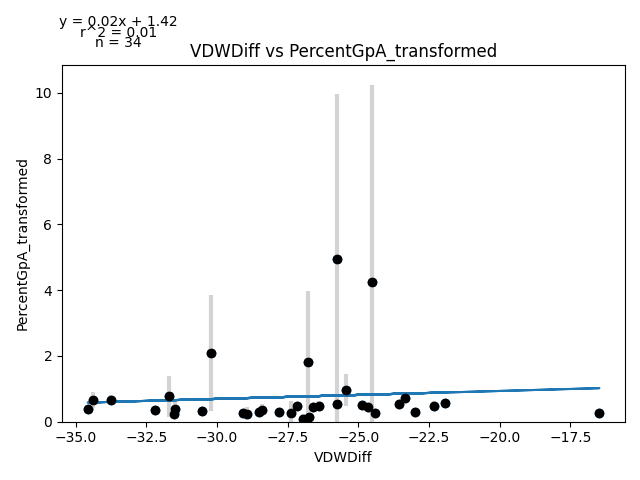 y = 0.02x + 1.42
r^2 = 0.01
n = 34
VDWDiff vs PercentGpA_transformed
PercentGpA_transformed
10
8
6
4
2
0
−35.0 −32.5 −30.0 −27.5 −25.0 −22.5 −20.0 −17.5
VDWDiff